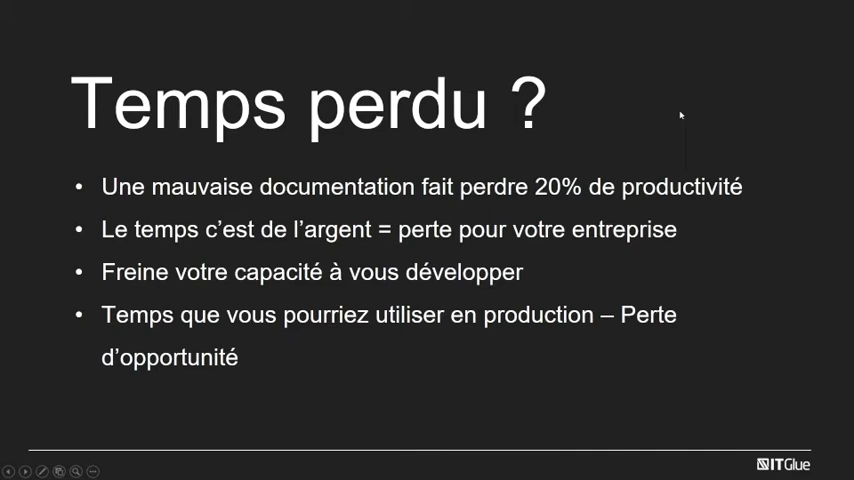 Temps perdu ?
• Une mauvaise documentation fait perdre 20% de productivité
• Le temps c’est de l’argent = perte pour votre entreprise
• Freine votre capacité à vous développer
• Temps que vous pourriez utiliser en production – Perte
d’opportunité
ITGlue